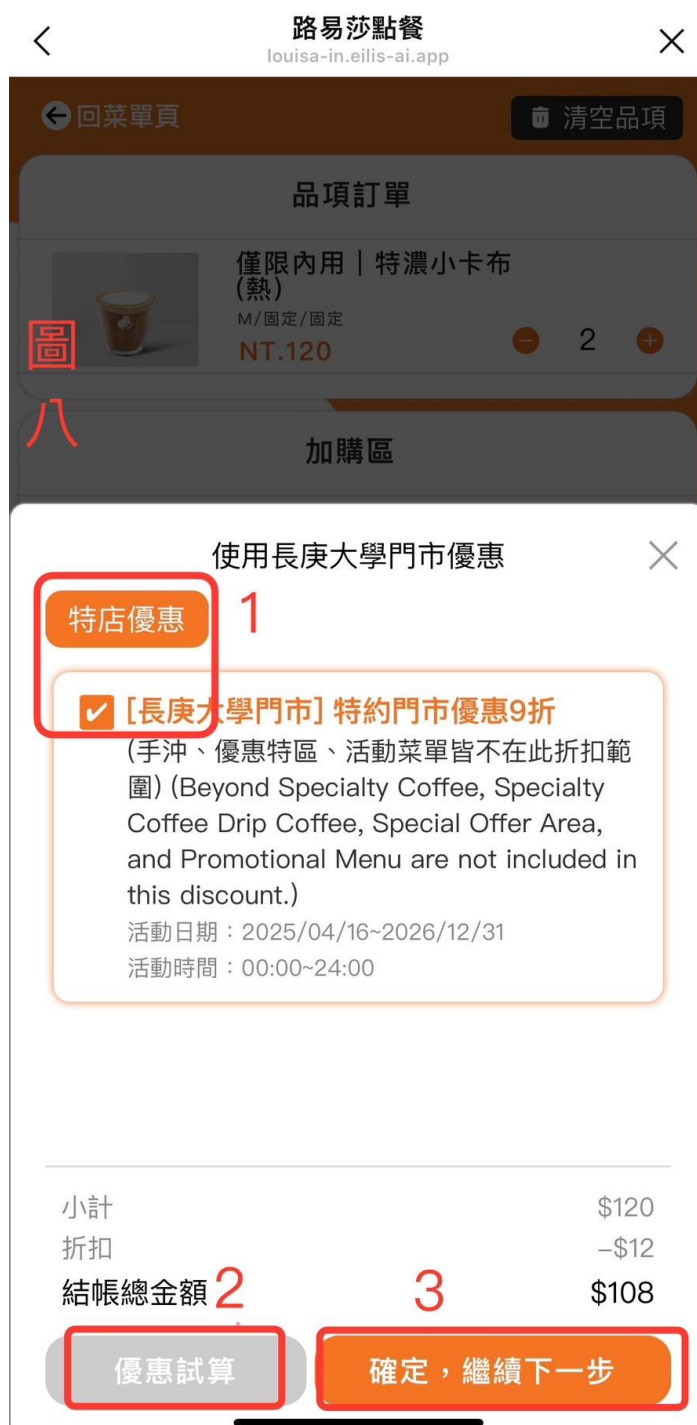 路易莎點餐
louisa-in.eilis-ai.app
回菜單頁
清空品項
品項訂單
僅限內用｜特濃小卡布
(熱)
M/固定/固定
NT.120
2
圖
八
加購區
使用長庚大學門市優惠
特店優惠
1
[長庚大學門市] 特約門市優惠9折
(手沖、優惠特區、活動菜單皆不在此折扣範
圍) (Beyond Specialty Coffee, Specialty
Coffee Drip Coffee, Special Offer Area,
and Promotional Menu are not included in
this discount.)
活動日期：2025/04/16~2026/12/31
活動時間：00:00~24:00
小計 $120
折扣 –$12
結帳總金額 $108
2
3
優惠試算
確定，繼續下一步